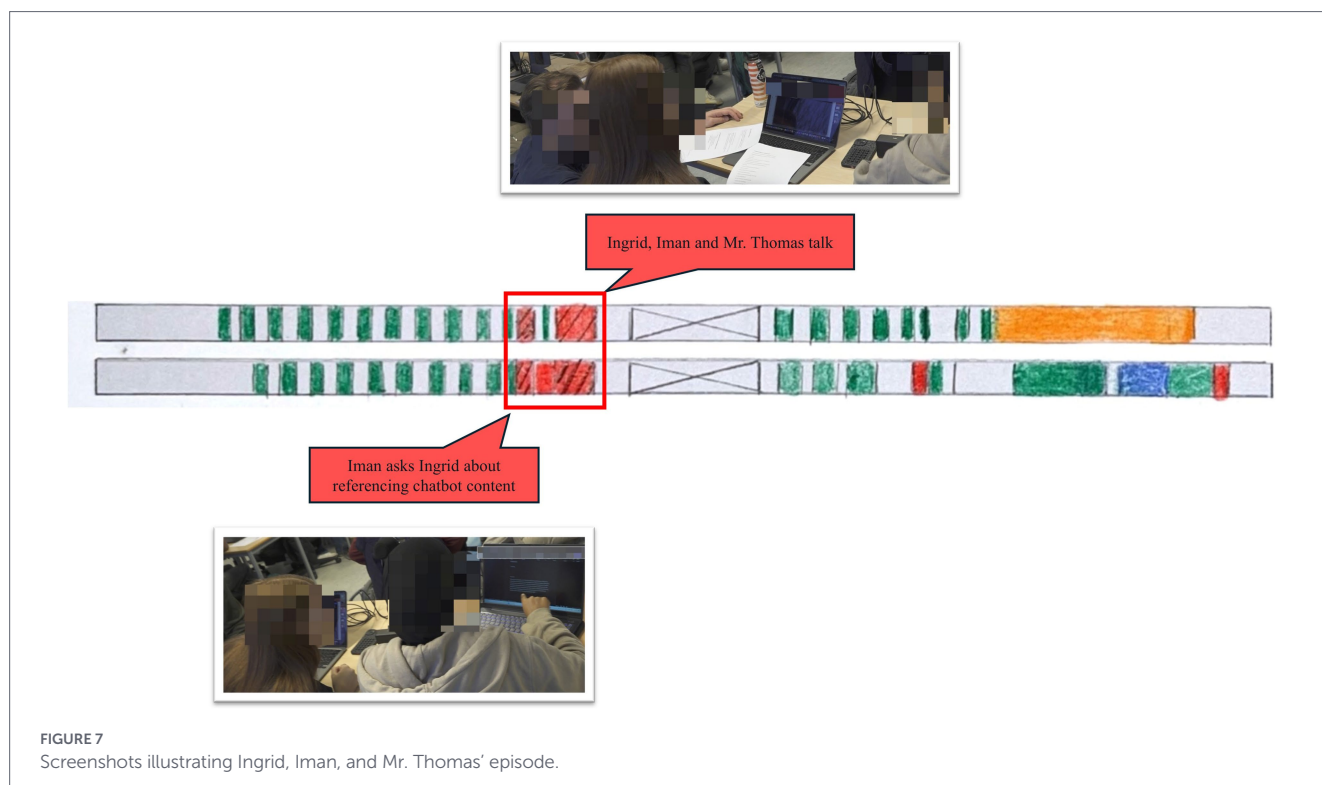 Ingrid, Iman and Mr. Thomas talk
Iman asks Ingrid about
referencing chatbot content
FIGURE 7
Screenshots illustrating Ingrid, Iman, and Mr. Thomas’ episode.